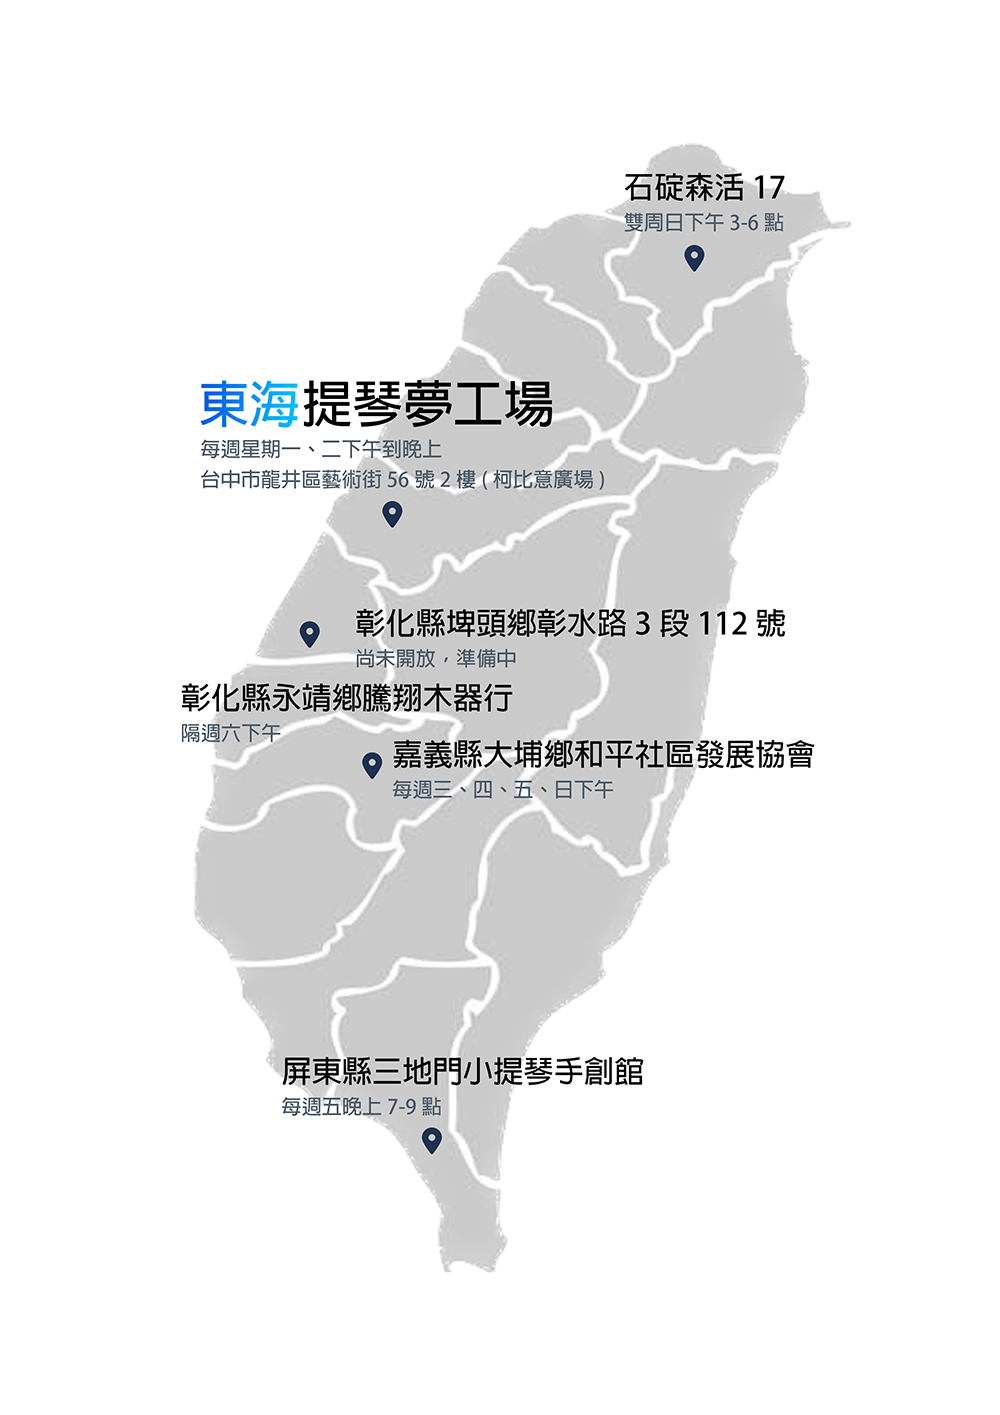 石碇森活 17
雙周日下午 3-6 點
東海提琴夢工場
每週星期一、二下午到晚上
台中市龍井區藝術街 56 號 2 樓 ( 柯比意廣場 )
彰化縣埤頭鄉彰水路 3 段 112 號
尚未開放，準備中
彰化縣永靖鄉騰翔木器行
隔週六下午
嘉義縣大埔鄉和平社區發展協會
每週三、四、五、日下午
屏東縣三地門小提琴手創館
每週五晚上 7-9 點